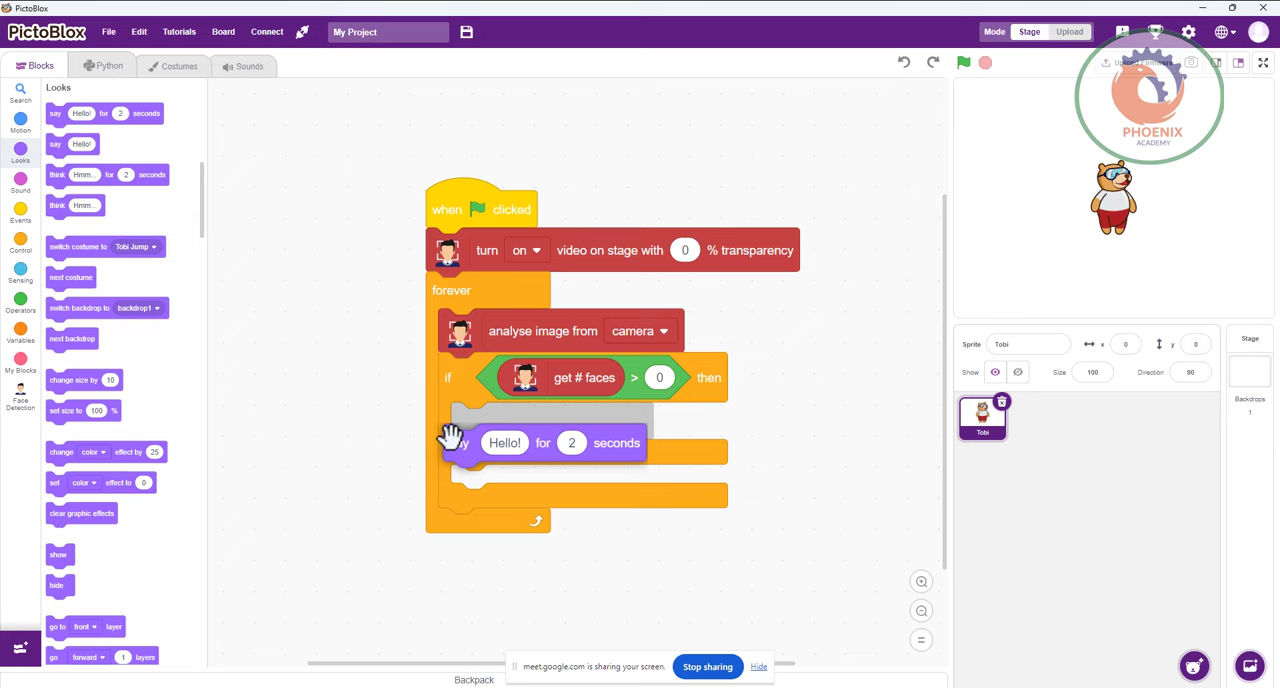 PictoBlox
PictoBlox File Edit Tutorials Board Connect My Project Mode Stage Upload
Blocks Python Costumes Sounds
Upload Firmware
PHOENIX
ACADEMY
Search
Motion
Looks
Sound
Events
Control
Sensing
Operators
Variables
My Blocks
Face
Detection
Looks
say Hello! for 2 seconds
say Hello!
think Hmm... for 2 seconds
think Hmm...
switch costume to Tobi Jump
next costume
switch backdrop to backdrop1
next backdrop
change size by 10
set size to 100 %
change color effect by 25
set color effect to 0
clear graphic effects
show
hide
go to front layer
go forward 1 layers
when clicked
turn on video on stage with 0 % transparency
forever
analyse image from camera
if get # faces > 0 then
Hello! for 2 seconds
Sprite Tobi x 0 y 0
Show Size 100 Direction 90
Tobi
Stage
Backdrops
1
meet.google.com is sharing your screen. Stop sharing Hide
Backpack